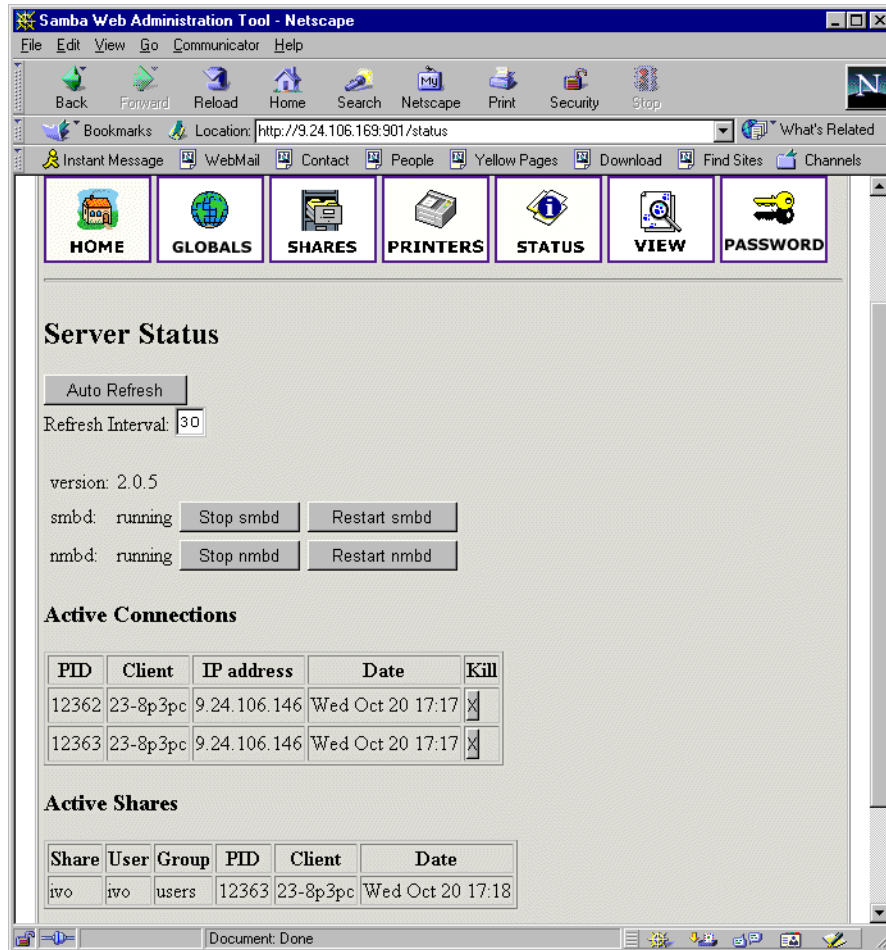 Samba Web Administration Tool - Netscape
File Edit View Go Communicator Help
Back Forward Reload Home Search Netscape Print Security Stop
My
N
Bookmarks Location: http://9.24.106.169:901/status What's Related
Instant Message WebMail Contact People Yellow Pages Download Find Sites Channels
HOME GLOBALS SHARES PRINTERS STATUS VIEW PASSWORD
Server Status
Auto Refresh
Refresh Interval: 30
version: 2.0.5
smbd: running Stop smbd Restart smbd
nmbd: running Stop nmbd Restart nmbd
Active Connections
PID Client IP address Date Kill
12362 23-8p3pc 9.24.106.146 Wed Oct 20 17:17 X
12363 23-8p3pc 9.24.106.146 Wed Oct 20 17:17 X
Active Shares
Share User Group PID Client Date
ivo ivo users 12363 23-8p3pc Wed Oct 20 17:18
Document: Done